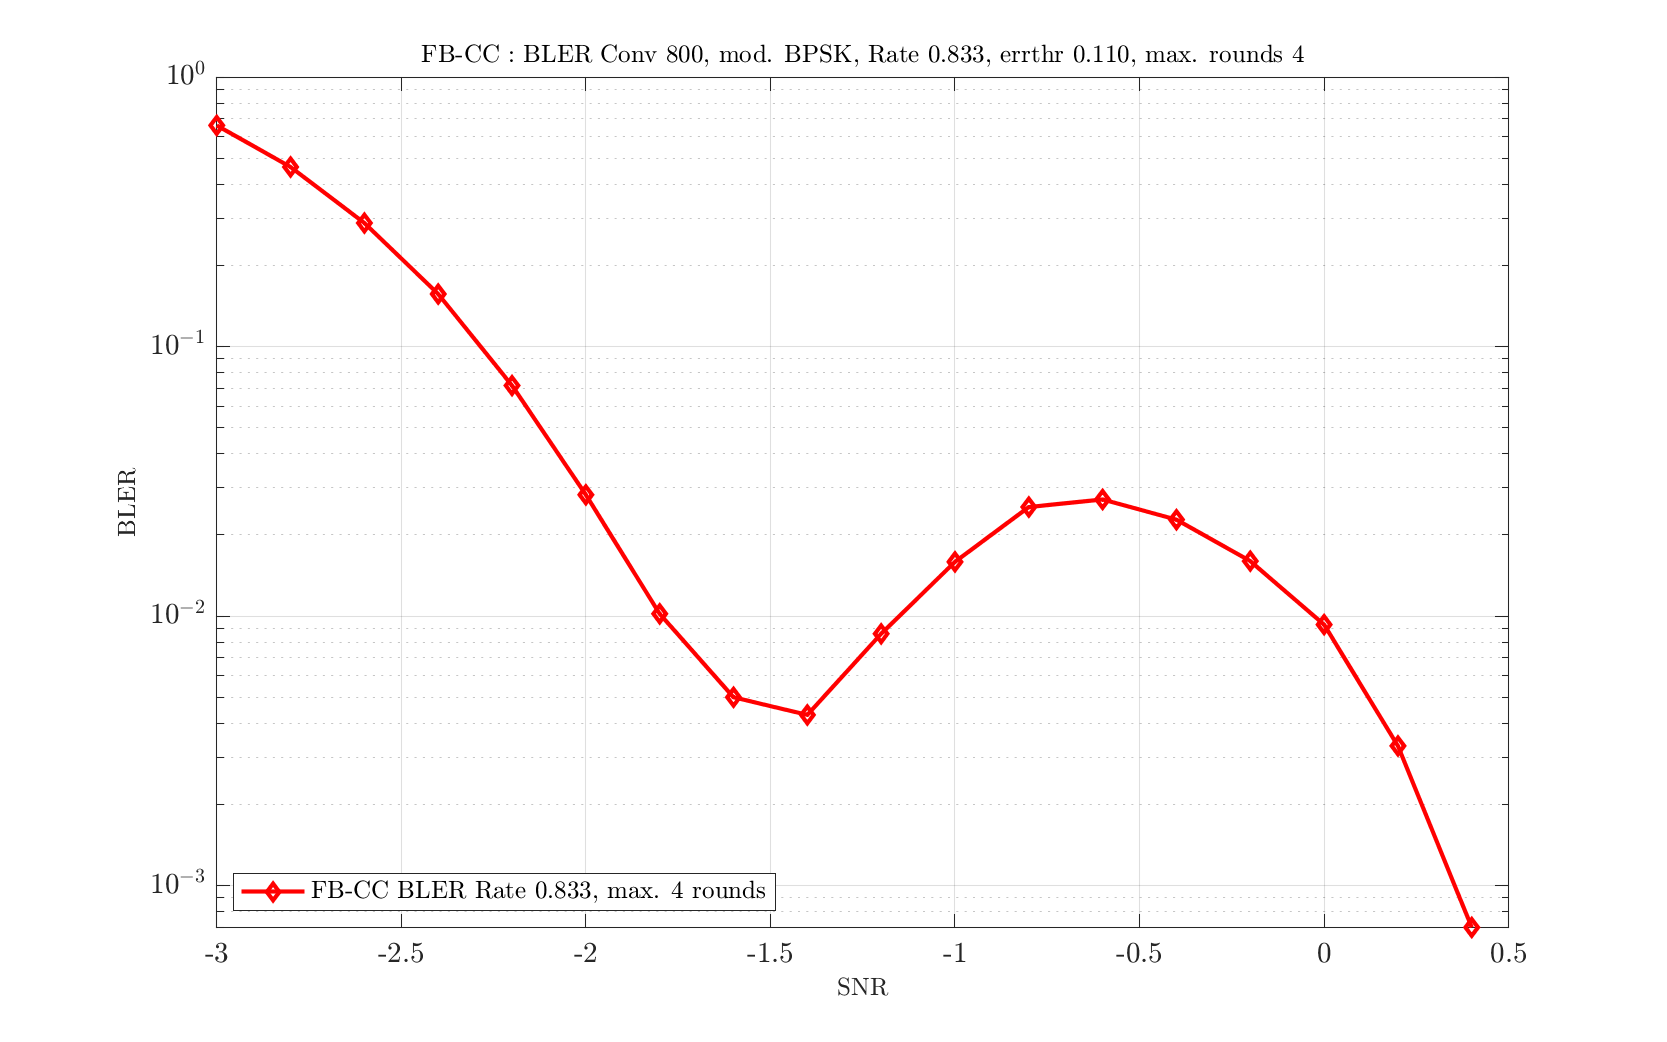 FB-CC : BLER Conv 800, mod. BPSK, Rate 0.833, errthr 0.110, max. rounds 4
10^0
10^-1
10^-2
10^-3
BLER
FB-CC BLER Rate 0.833, max. 4 rounds
-3 -2.5 -2 -1.5 -1 -0.5 0 0.5
SNR